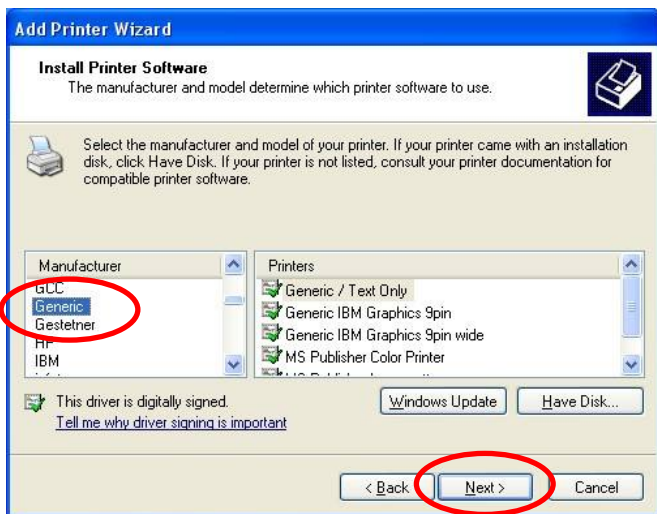 Add Printer Wizard
Install Printer Software
The manufacturer and model determine which printer software to use.
Select the manufacturer and model of your printer. If your printer came with an installation
disk, click Have Disk. If your printer is not listed, consult your printer documentation for
compatible printer software.
Manufacturer
GCC
Generic
Gestetner
HP
IBM
Printers
Generic / Text Only
Generic IBM Graphics 9pin
Generic IBM Graphics 9pin wide
MS Publisher Color Printer
This driver is digitally signed.
Tell me why driver signing is important
Windows Update
Have Disk...
< Back
Next >
Cancel